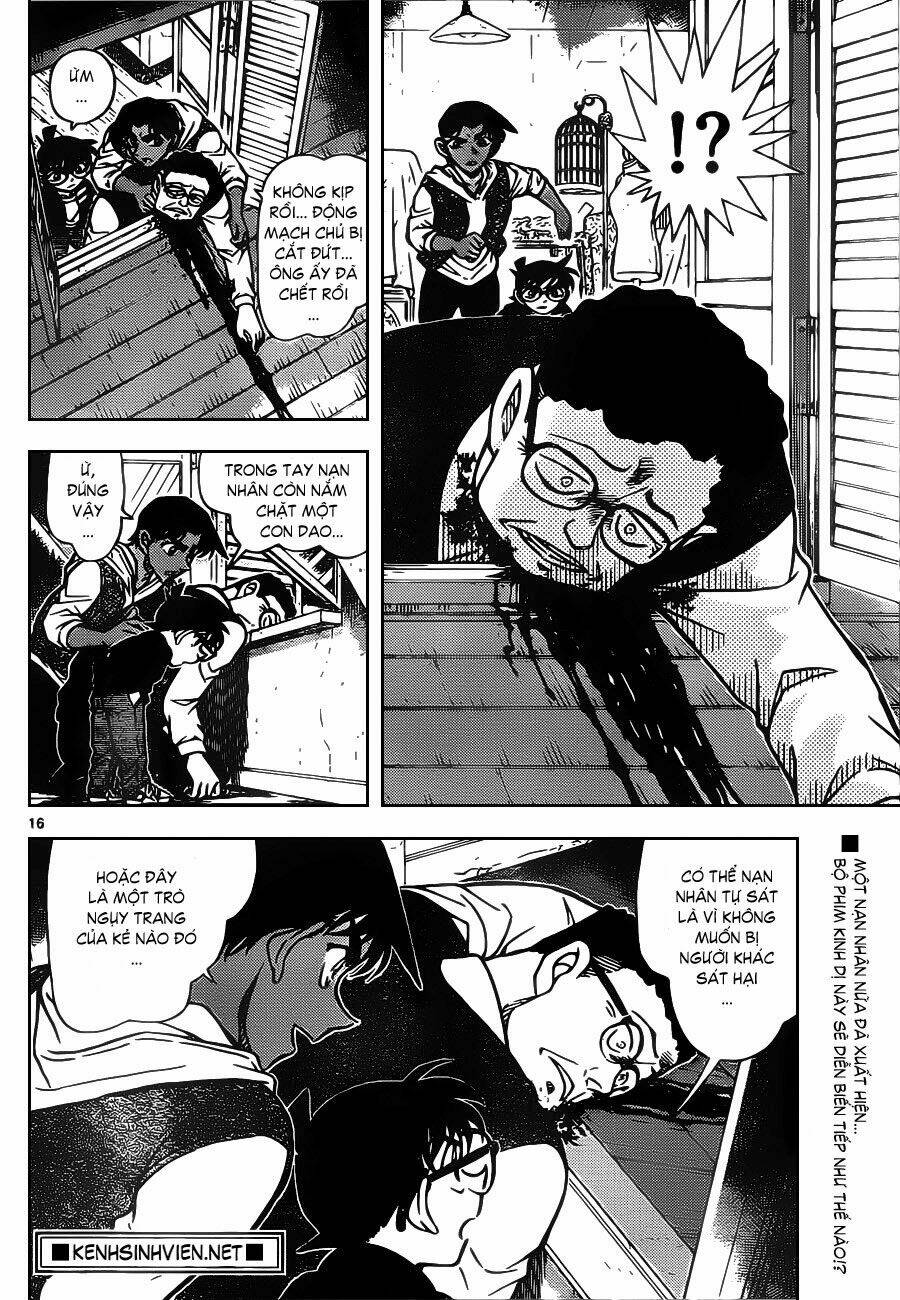 !?
KHÔNG KỊP
RỒI... ĐỘNG
MẠCH CHỦ BỊ
CẮT ĐỨT...
ÔNG ẤY ĐÃ
CHẾT RỒI
...
ỪM
...
TRONG TAY NẠN
NHÂN CÒN NẮM
CHẶT MỘT
CON DAO...
Ừ,
ĐÚNG
VẬY
...
16
CÓ THỂ NẠN
NHÂN TỰ SÁT
LÀ VÌ KHÔNG
MUỐN BỊ
NGƯỜI KHÁC
SÁT HẠI
...
HOẶC ĐÂY
LÀ MỘT TRÒ
NGỤY TRANG
CỦA KẺ NÀO ĐÓ
...
■ MỘT NẠN NHÂN NỮA ĐÃ XUẤT HIỆN...
BỘ PHIM KINH DỊ NÀY SẼ DIỄN BIẾN TIẾP NHƯ THẾ NÀO!?
■KENHSINHVIEN.NET■